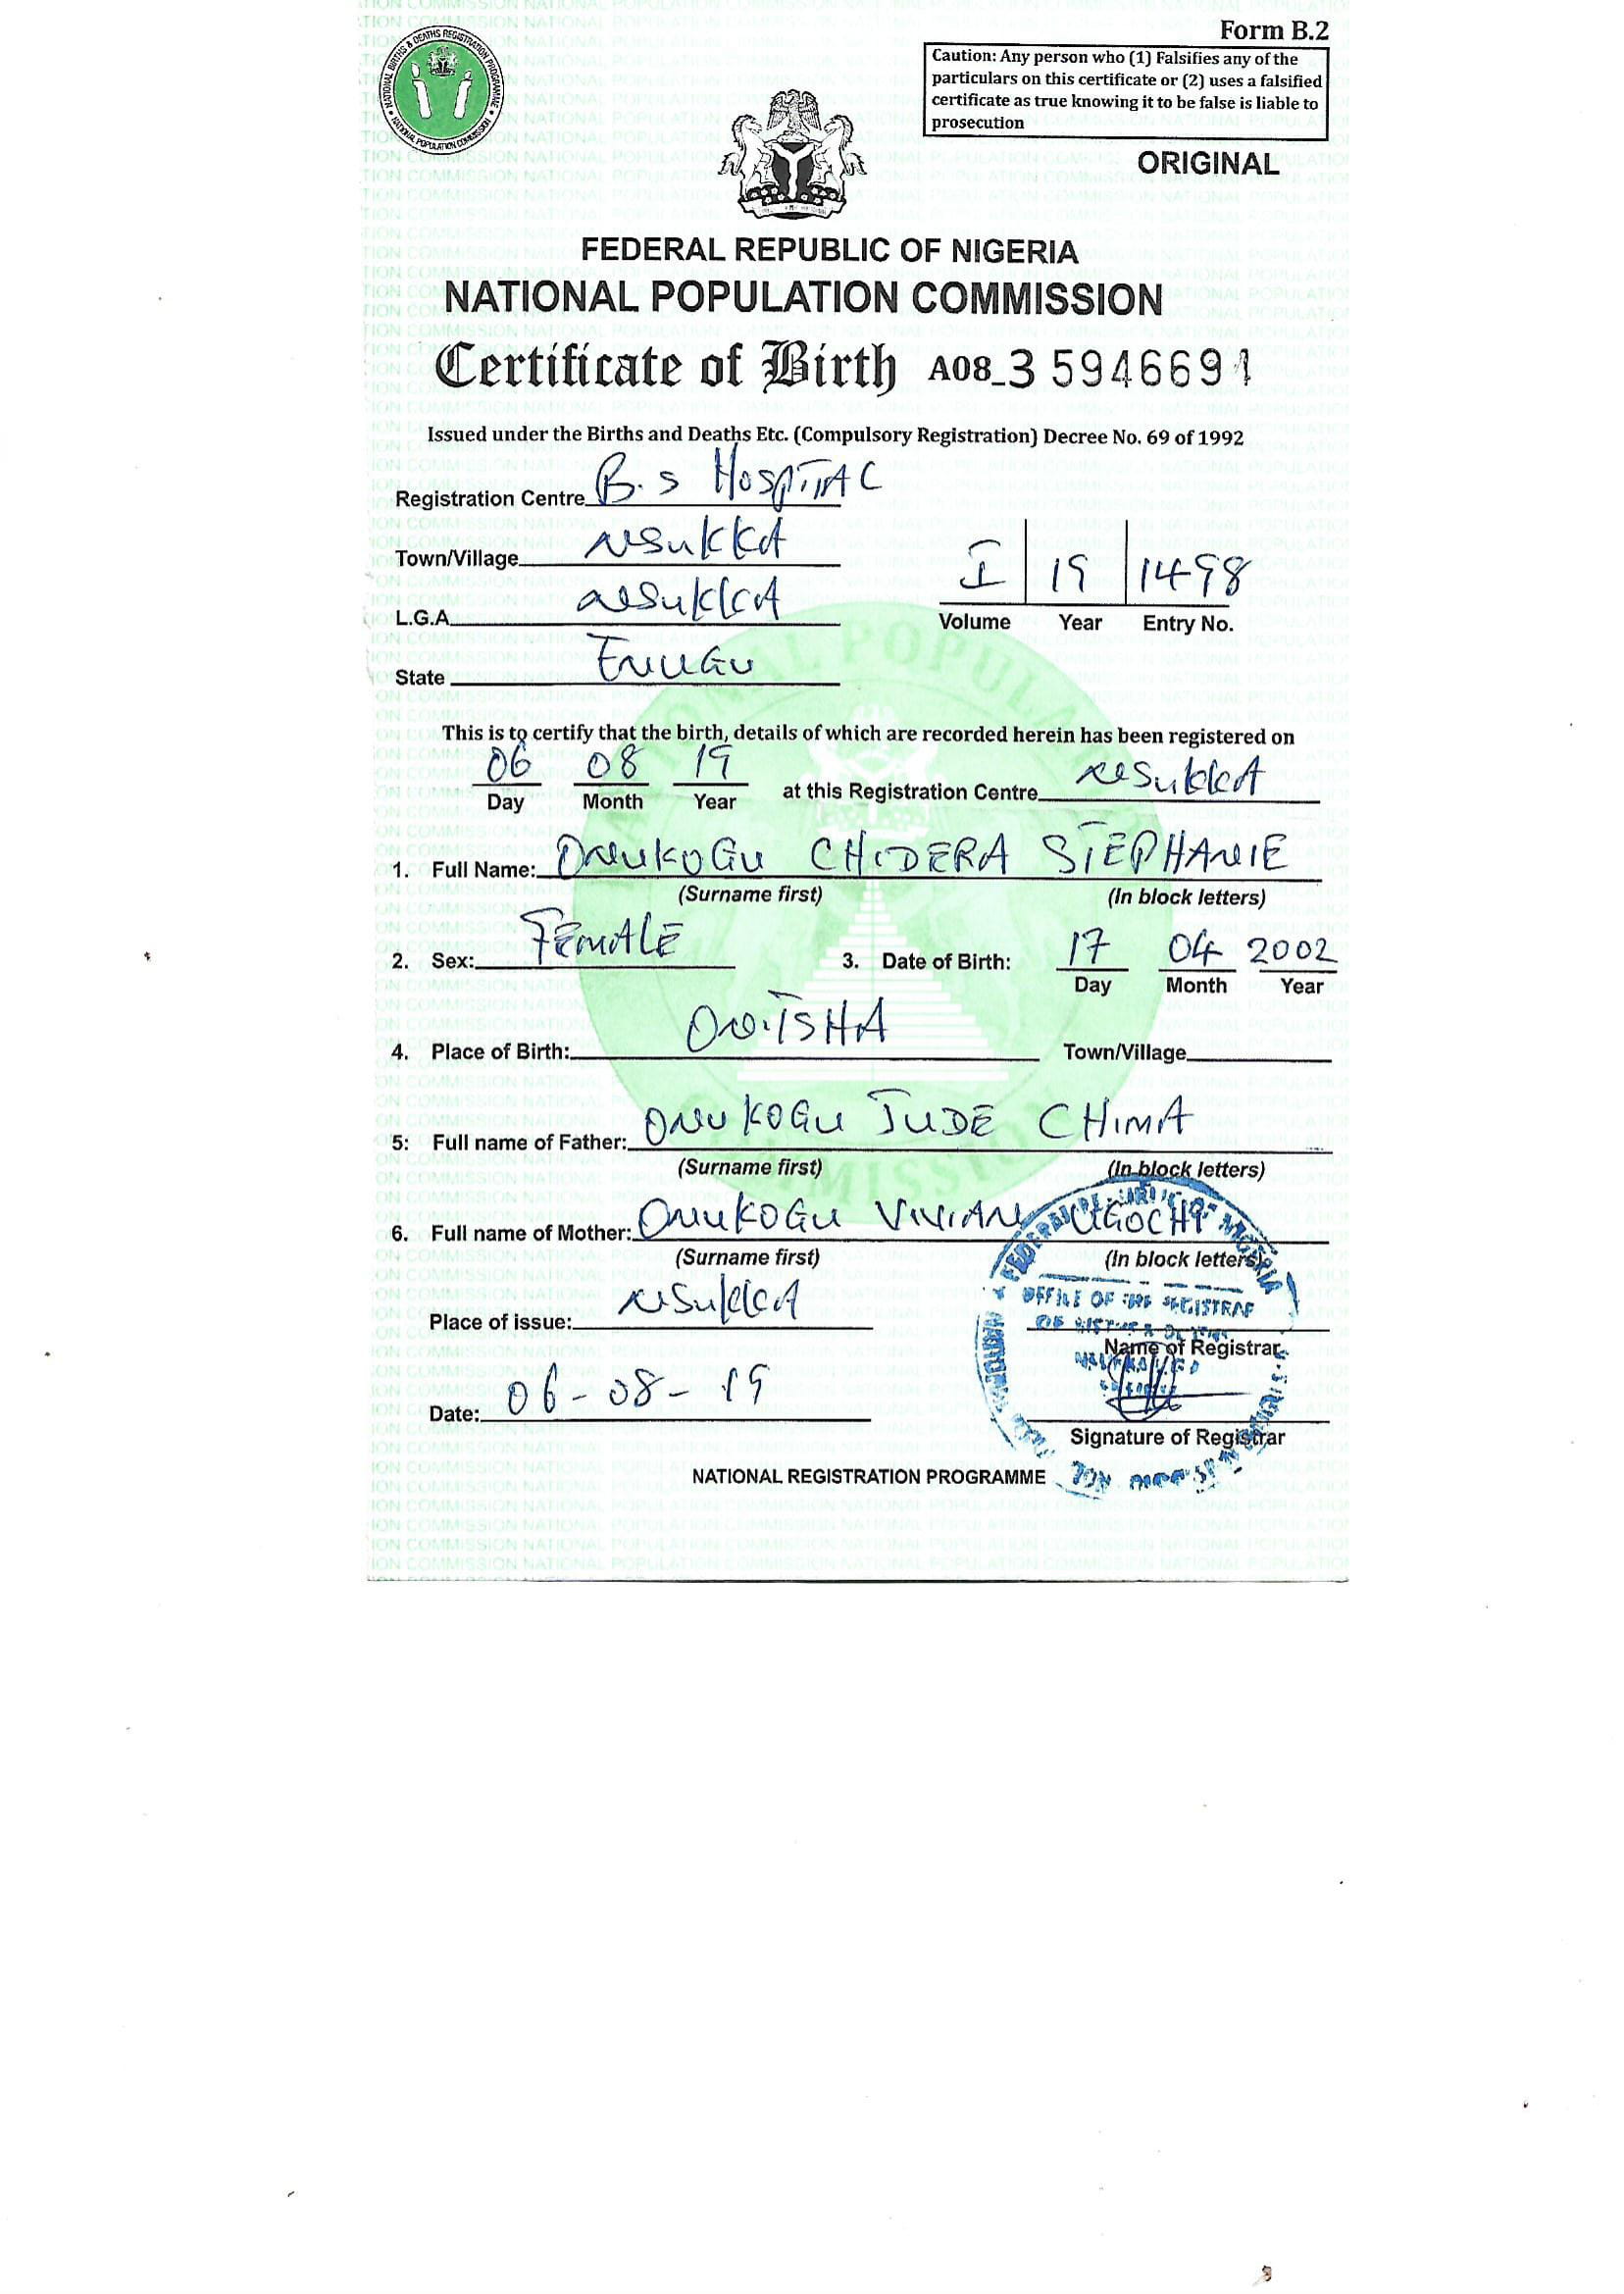 Form B.2
Caution: Any person who (1) Falsifies any of the
particulars on this certificate or (2) uses a falsified
certificate as true knowing it to be false is liable to
prosecution
NATIONAL BIRTHS & DEATHS REGISTRATION PROGRAMME
NATIONAL POPULATION COMMISSION
ORIGINAL
FEDERAL REPUBLIC OF NIGERIA
NATIONAL POPULATION COMMISSION
Certificate of Birth A08_3 5946691
Issued under the Births and Deaths Etc. (Compulsory Registration) Decree No. 69 of 1992
Registration Centre B.S HOSPITAL
Town/Village NSUKKA
I 19 1498
L.G.A NSUKKA
Volume Year Entry No.
State ENUGU
This is to certify that the birth, details of which are recorded herein has been registered on
06 08 19 at this Registration Centre NSUKKA
Day Month Year
1. Full Name: ONUKOGU CHIDERA STEPHANIE
(Surname first) (In block letters)
2. Sex: FEMALE 3. Date of Birth: 17 04 2002
Day Month Year
4. Place of Birth: ONITSHA Town/Village
5: Full name of Father: ONUKOGU JUDE CHIMA
(Surname first) (In block letters)
6. Full name of Mother: ONUKOGU VIVIAN UGOCHI
(Surname first) (In block letters)
OFFICE OF THE REGISTRAR
Place of issue: NSUKKA
Name of Registrar
Date: 06-08-19
Signature of Registrar
NATIONAL REGISTRATION PROGRAMME